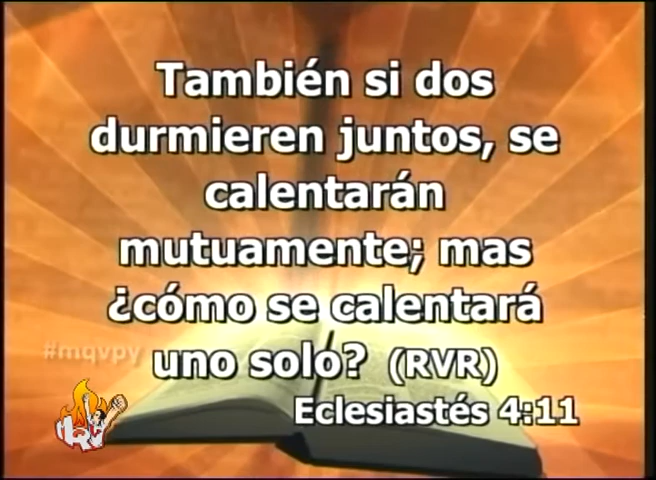 También si dos
durmieren juntos, se
calentarán
mutuamente; mas
¿cómo se calentará
uno solo? (RVR)
#mqvpy
Eclesiastés 4:11